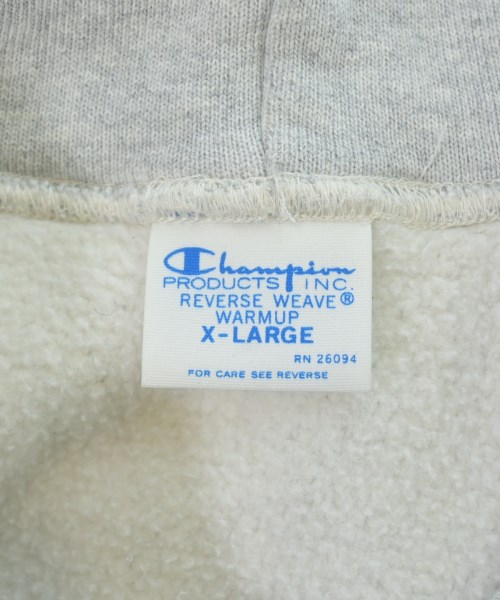 Champion
PRODUCTS INC.
REVERSE WEAVE®
WARMUP
X-LARGE
RN 26094
FOR CARE SEE REVERSE